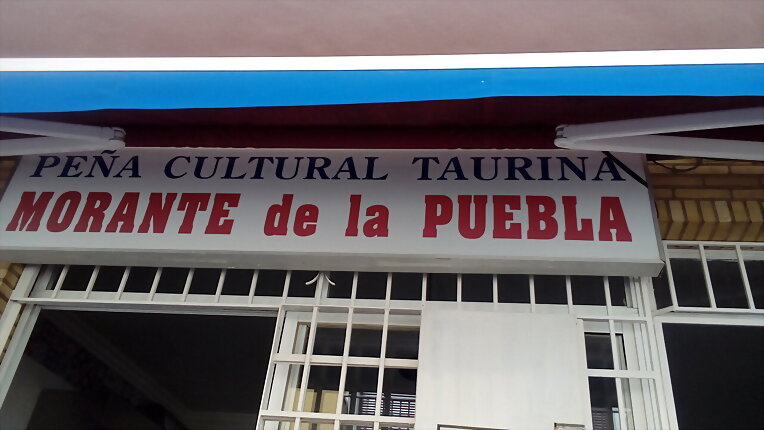 PEÑA CULTURAL TAURINA
MORANTE de la PUEBLA